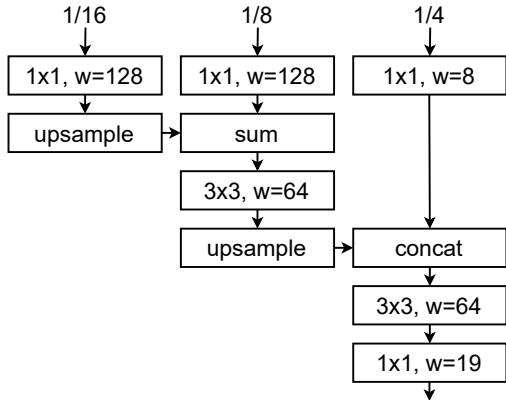 1/16 1/8 1/4
1x1, w=128 1x1, w=128 1x1, w=8
upsample sum
3x3, w=64
upsample concat
3x3, w=64
1x1, w=19